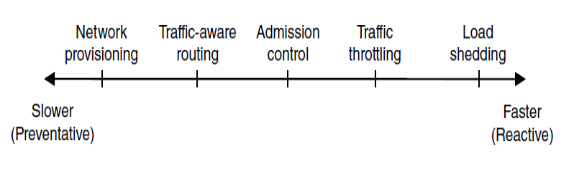 Network provisioning
Traffic-aware routing
Admission control
Traffic throttling
Load shedding
Slower (Preventative)
Faster (Reactive)